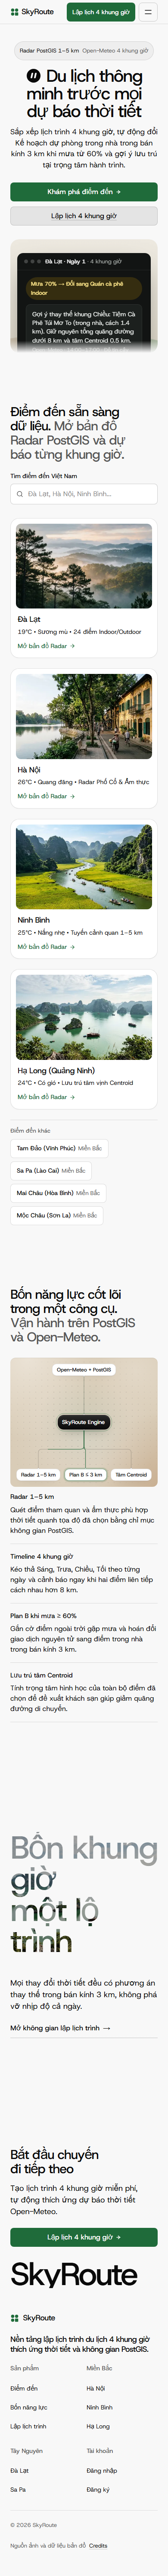 SkyRoute
Lập lịch 4 khung giờ
Radar PostGIS 1–5 km Open-Meteo 4 khung giờ
Du lịch thông
minh trước mọi
dự báo thời tiết
Sắp xếp lịch trình 4 khung giờ, tự động đổi
Kế hoạch dự phòng trong vòng trong bán
kính 3 km khi mưa từ 60% và gợi ý lưu trú
tại trọng tâm hành trình.
Khám phá điểm đến →
Lập lịch 4 khung giờ
Đà Lạt · Ngày 1 · 4 khung giờ
Mưa 70% → Đổi sang Quán cà phê
indoor
Gợi ý thay thế khung Chiều: Tiệm Cà
Phê Túi Mơ To (trong nhà, cách 1.4
km). Giữ nguyên khung giờ, khoảng
dưới 8 km và tâm Centroid 0.5 km.
Điểm đến sẵn sàng
dữ liệu. Mở bản đồ
Radar PostGIS và dự
báo từng khung giờ.
Tìm điểm đến Việt Nam
Đà Lạt, Hà Nội, Ninh Bình...
Đà Lạt
19°C • Sương mù • 24 điểm Indoor/Outdoor
Mở bản đồ Radar →
Hà Nội
26°C • Quang đãng • Radar Phố Cổ & Ẩm thực
Mở bản đồ Radar →
Ninh Bình
25°C • Nắng nhẹ • Tuyến cảnh quan 1–5 km
Mở bản đồ Radar →
Hạ Long (Quảng Ninh)
24°C • Có gió • Lưu trú tâm vịnh Centroid
Mở bản đồ Radar →
Điểm đến khác
Tam Đảo (Vĩnh Phúc) Miền Bắc
Sa Pa (Lào Cai) Miền Bắc
Mai Châu (Hòa Bình) Miền Bắc
Mộc Châu (Sơn La) Miền Bắc
Bốn năng lực cốt lõi
trong một công cụ.
Vận hành trên PostGIS
và Open-Meteo.
Open-Meteo + PostGIS
SkyRoute Engine
Radar 1–5 km
Plan B ≤ 3 km
Tâm Centroid
Radar 1–5 km
Quét điểm tham quan và ẩm thực phù hợp
thời tiết quanh tọa độ đã chọn bằng chỉ mục
không gian PostGIS.
Timeline 4 khung giờ
Kéo thả Sáng, Trưa, Chiều, Tối theo từng
ngày và cảnh báo ngay khi hai điểm liên tiếp
cách nhau hơn 8 km.
Plan B khi mưa ≥ 60%
Gắn cờ điểm ngoài trời gặp mưa và hoán đổi
giao dịch nguyên tử sang điểm trong nhà
trong bán kính 3 km.
Lưu trú tâm Centroid
Tính trọng tâm hình học của toàn bộ điểm đã
chọn để đề xuất khách sạn giúp giảm quãng
đường di chuyển.
Bốn khung
giờ
một lộ
trình
Mọi thay đổi thời tiết đều có phương án
thay thế trong bán kính 3 km, không phá
vỡ nhịp độ cả ngày.
Mở không gian lập lịch trình →
Bắt đầu chuyến
đi tiếp theo
Tạo lịch trình 4 khung giờ miễn phí,
tự động thích ứng dự báo thời tiết
Open-Meteo.
Lập lịch 4 khung giờ →
SkyRoute
SkyRoute
Nền tảng lập lịch trình du lịch 4 khung giờ
thích ứng thời tiết và không gian PostGIS.
Sản phẩm
Điểm đến
Bốn năng lực
Lập lịch trình
Miền Bắc
Hà Nội
Ninh Bình
Hạ Long
Tây Nguyên
Đà Lạt
Sa Pa
Tài khoản
Đăng nhập
Đăng ký
© 2026 SkyRoute
Nguồn ảnh và dữ liệu bản đồ Credits